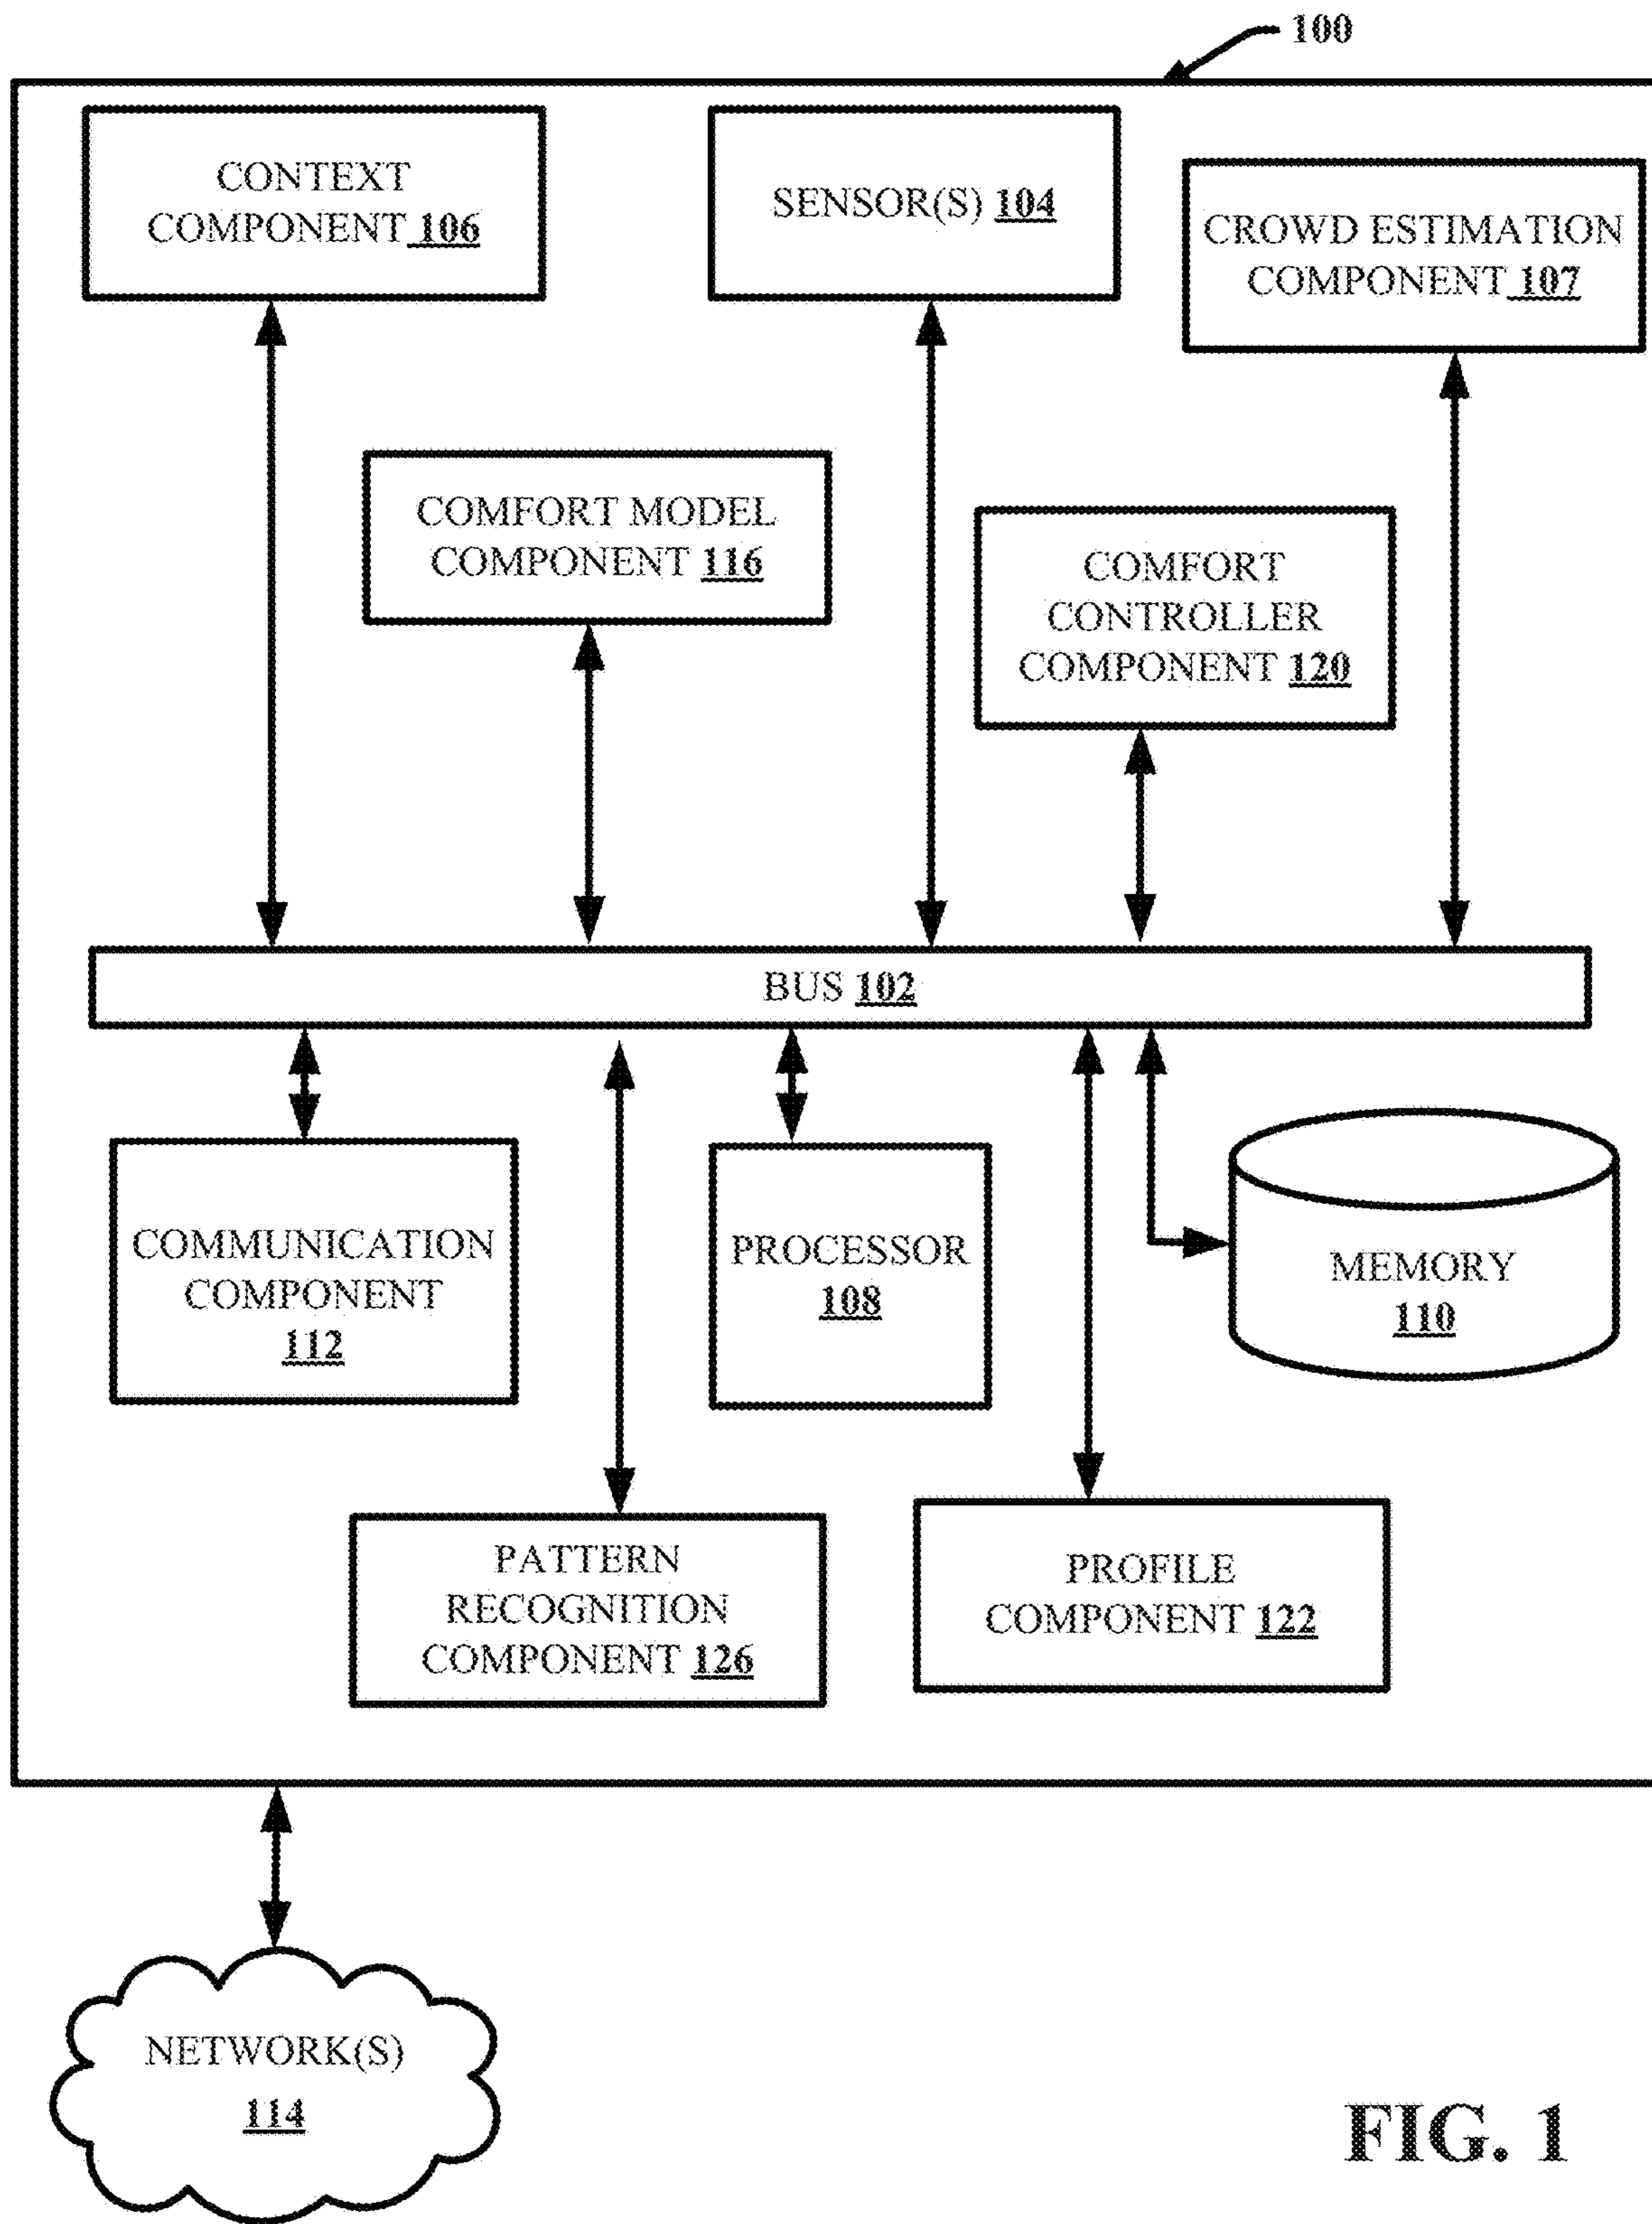 100
CONTEXT
COMPONENT 106
SENSOR(S) 104
CROWD ESTIMATION
COMPONENT 107
COMFORT MODEL
COMPONENT 116
COMFORT
CONTROLLER
COMPONENT 120
BUS 102
COMMUNICATION
COMPONENT
112
PROCESSOR
108
MEMORY
110
PATTERN
RECOGNITION
COMPONENT 126
PROFILE
COMPONENT 122
NETWORK(S)
114
FIG. 1